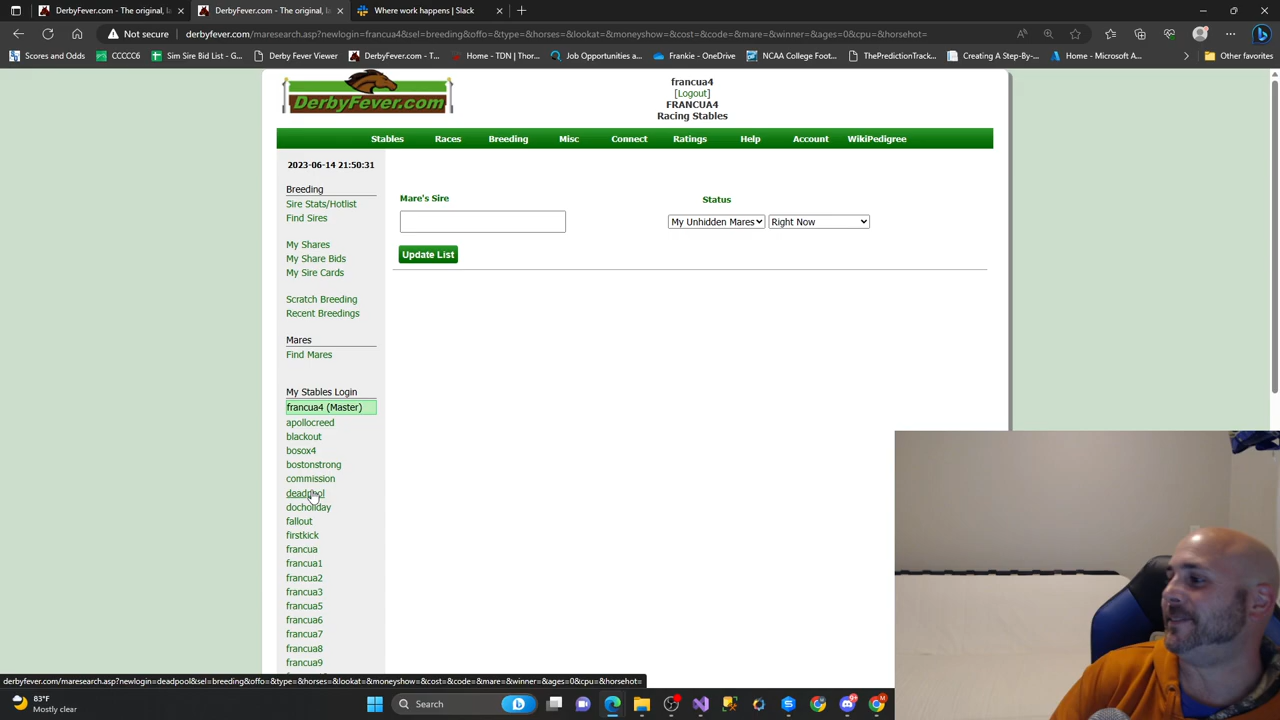 DerbyFever.com - The original, la
DerbyFever.com - The original, la
Where work happens | Slack
Not secure
derbyfever.com/maresearch.asp?newlogin=francua4&sel=breeding&offo=&type=&horses=&lookat=&moneyshow=&cost=&code=&mare=&winner=&ages=0&cpu=&horsehot=
Scores and Odds
CCCCC6
Sim Sire Bid List - G...
Derby Fever Viewer
DerbyFever.com - T...
Home - TDN | Thor...
Job Opportunities a...
Frankie - OneDrive
NCAA College Foot...
ThePredictionTrack...
Creating A Step-By-...
Home - Microsoft A...
Other favorites
DerbyFever.com
francua4
[Logout]
FRANCUA4
Racing Stables
Stables Races Breeding Misc Connect Ratings Help Account WikiPedigree
2023-06-14 21:50:31
Breeding
Sire Stats/Hotlist
Find Sires
My Shares
My Share Bids
My Sire Cards
Scratch Breeding
Recent Breedings
Mares
Find Mares
My Stables Login
francua4 (Master)
apollocreed
blackout
bosox4
bostonstrong
commission
deadpool
docholiday
fallout
firstkick
francua
francua1
francua2
francua3
francua5
francua6
francua7
francua8
francua9
Mare's Sire
Status
My Unhidden Mares
Right Now
Update List
derbyfever.com/maresearch.asp?newlogin=deadpool&sel=breeding&offo=&type=&horses=&lookat=&moneyshow=&cost=&code=&mare=&winner=&ages=0&cpu=&horsehot=
83°F
Mostly clear
Search